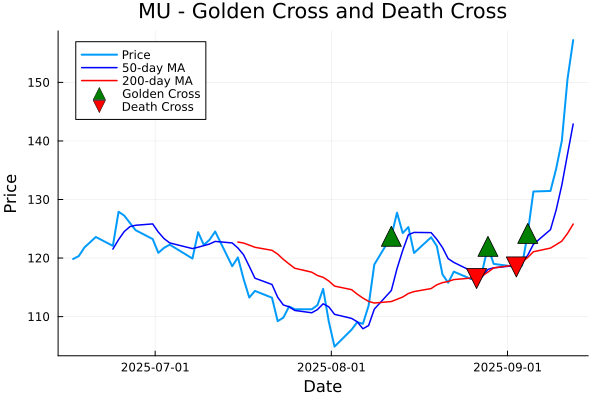 MU - Golden Cross and Death Cross
Price
50-day MA
200-day MA
Golden Cross
Death Cross
150
140
130
120
110
Price
2025-07-01
2025-08-01
2025-09-01
Date